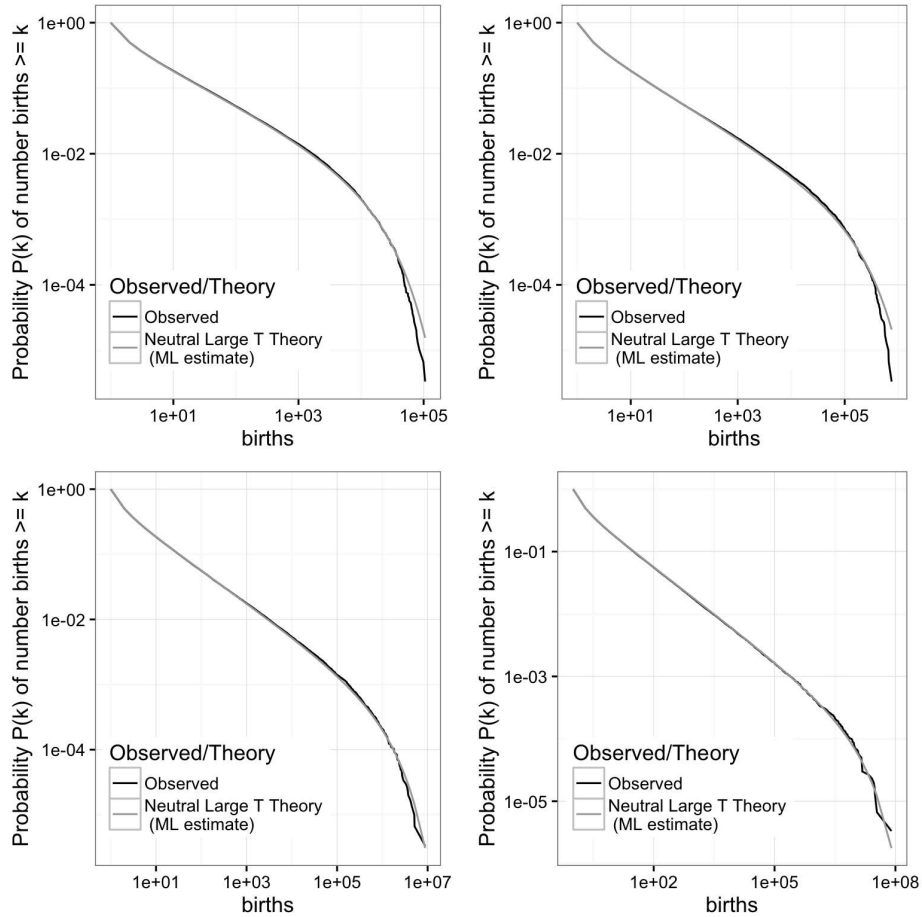 Probability P(k) of number births >= k
1e+00
1e-02
1e-04
Observed/Theory
Observed
Neutral Large T Theory
(ML estimate)
1e+01
1e+03
1e+05
births
Probability P(k) of number births >= k
1e+00
1e-02
1e-04
Observed/Theory
Observed
Neutral Large T Theory
(ML estimate)
1e+01
1e+03
1e+05
births
Probability P(k) of number births >= k
1e+00
1e-02
1e-04
Observed/Theory
Observed
Neutral Large T Theory
(ML estimate)
1e+01
1e+03
1e+05
1e+07
births
Probability P(k) of number births >= k
1e-01
1e-03
1e-05
Observed/Theory
Observed
Neutral Large T Theory
(ML estimate)
1e+02
1e+05
1e+08
births